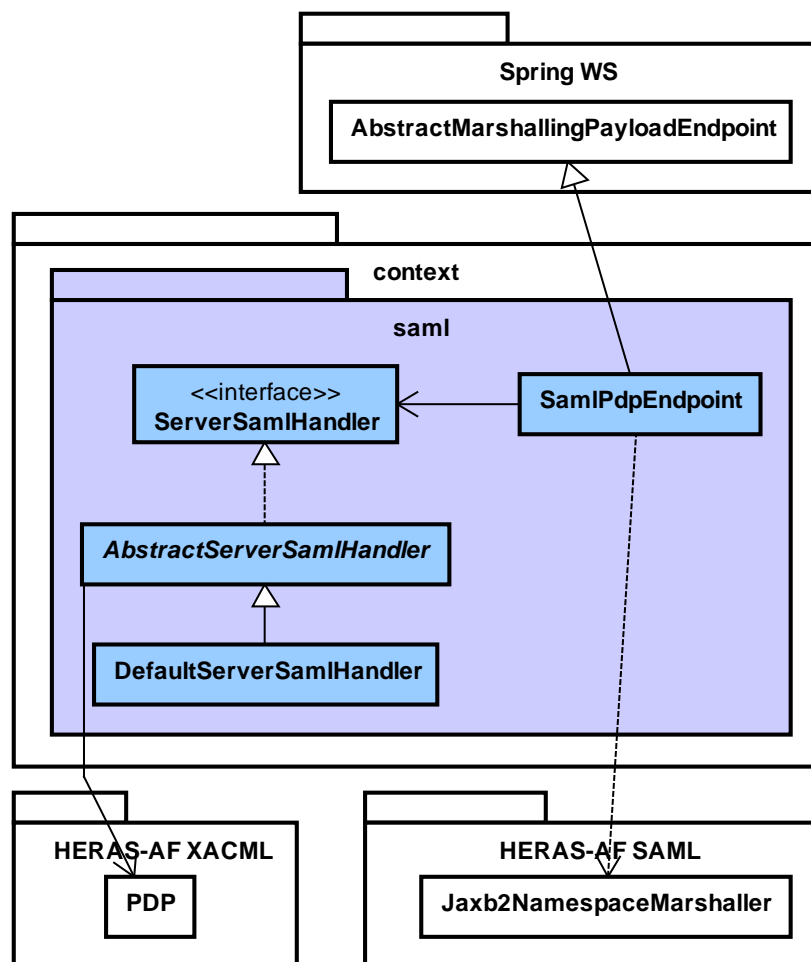 Spring WS
AbstractMarshallingPayloadEndpoint
context
saml
<<interface>>
ServerSamlHandler
SamlPdpEndpoint
AbstractServerSamlHandler
DefaultServerSamlHandler
HERAS-AF XACML
PDP
HERAS-AF SAML
Jaxb2NamespaceMarshaller